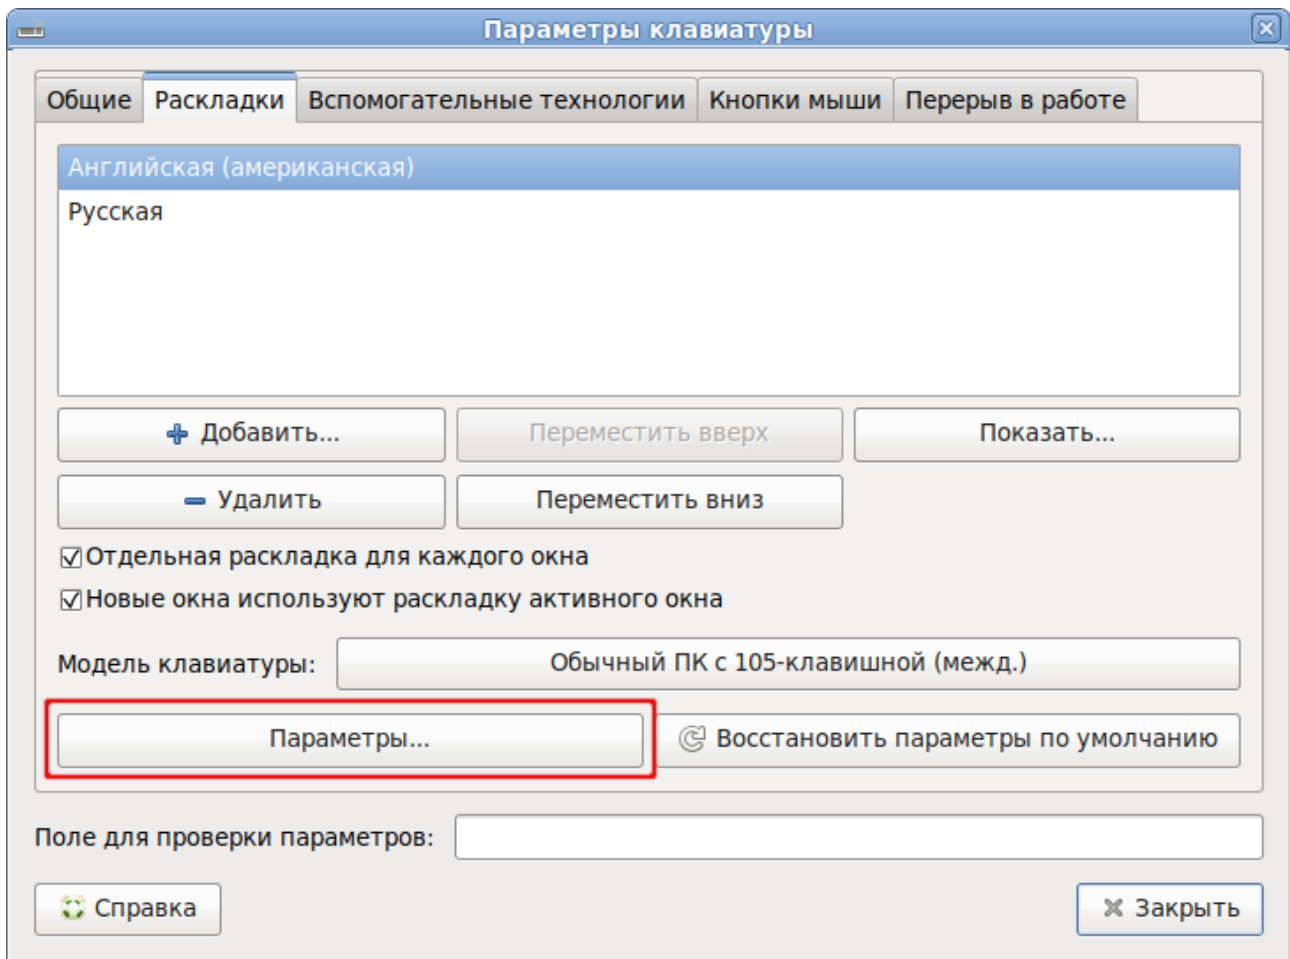 Параметры клавиатуры
Общие Раскладки Вспомогательные технологии Кнопки мыши Перерыв в работе
Английская (американская)
Русская
Добавить... Переместить вверх Показать...
Удалить Переместить вниз
Отдельная раскладка для каждого окна
Новые окна используют раскладку активного окна
Модель клавиатуры: Обычный ПК с 105-клавишной (межд.)
Параметры... Восстановить параметры по умолчанию
Поле для проверки параметров:
Справка Закрыть